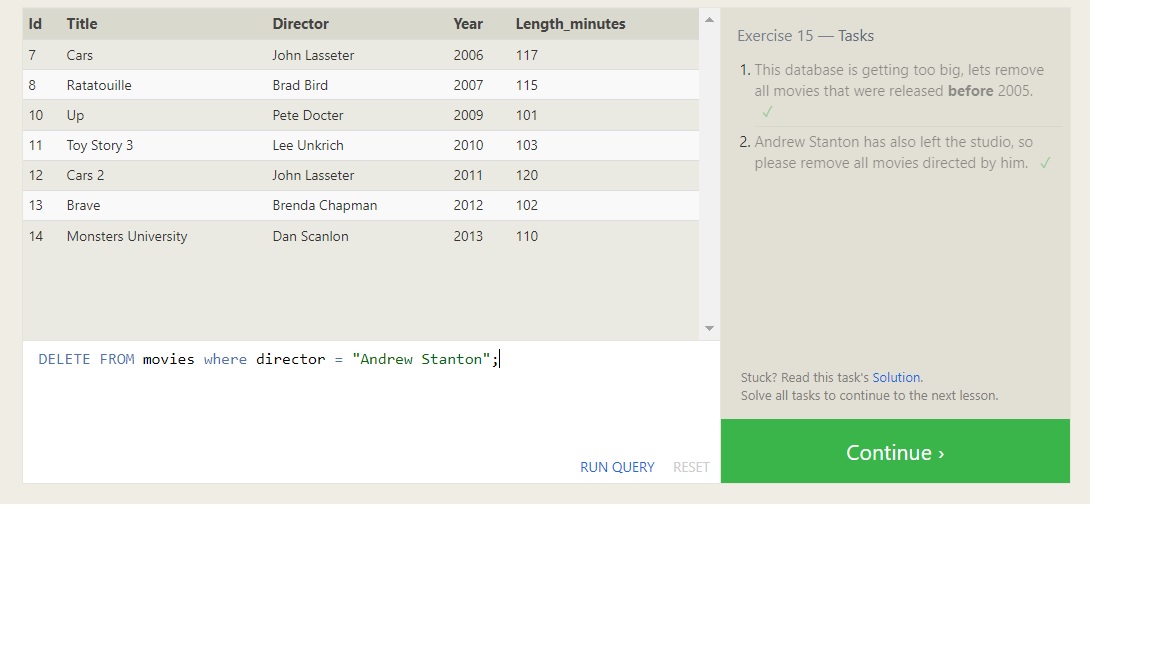 Id Title Director Year Length_minutes
7 Cars John Lasseter 2006 117
8 Ratatouille Brad Bird 2007 115
10 Up Pete Docter 2009 101
11 Toy Story 3 Lee Unkrich 2010 103
12 Cars 2 John Lasseter 2011 120
13 Brave Brenda Chapman 2012 102
14 Monsters University Dan Scanlon 2013 110
DELETE FROM movies where director = "Andrew Stanton";
RUN QUERY RESET
Exercise 15 — Tasks
1. This database is getting too big, lets remove
all movies that were released before 2005.
✓
2. Andrew Stanton has also left the studio, so
please remove all movies directed by him. ✓
Stuck? Read this task's Solution.
Solve all tasks to continue to the next lesson.
Continue ›